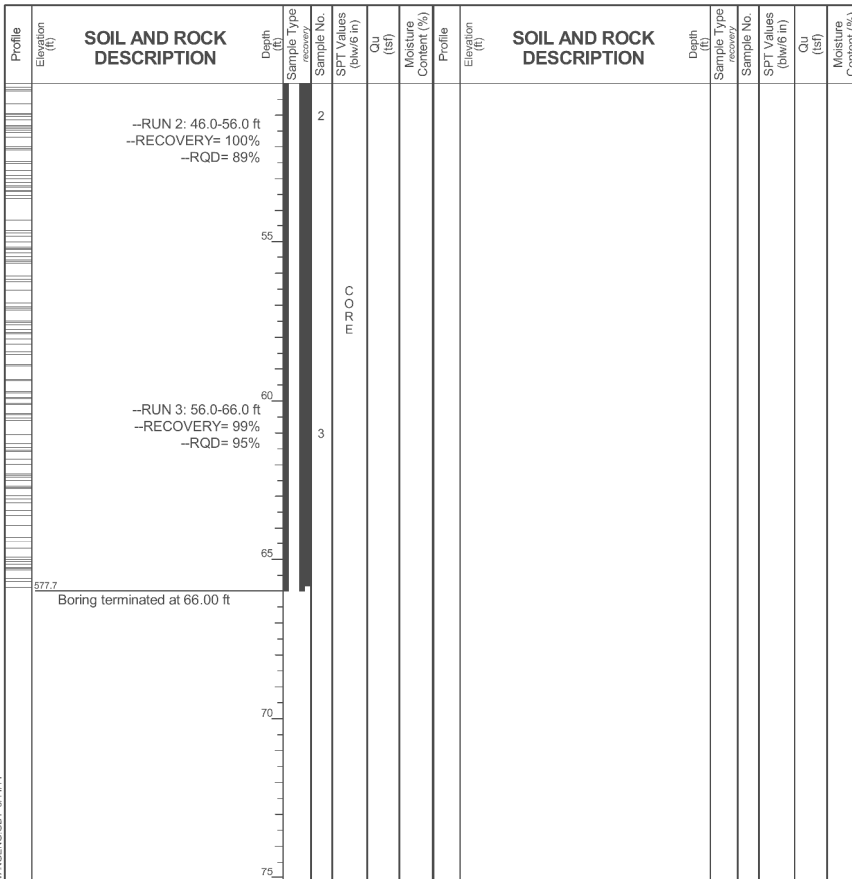 Profile
Elevation
(ft)
SOIL AND ROCK
DESCRIPTION
Depth
(ft)
Sample Type
recovery
Sample No.
SPT Values
(blw/6 in)
Qu
(tsf)
Moisture
Content (%)
Profile
Elevation
(ft)
SOIL AND ROCK
DESCRIPTION
Depth
(ft)
Sample Type
recovery
Sample No.
SPT Values
(blw/6 in)
Qu
(tsf)
Moisture
Content (%)
--RUN 2: 46.0-56.0 ft
--RECOVERY= 100%
--RQD= 89%
2
55
CORE
60
--RUN 3: 56.0-66.0 ft
--RECOVERY= 99%
--RQD= 95%
3
65
577.7
Boring terminated at 66.00 ft
70
75